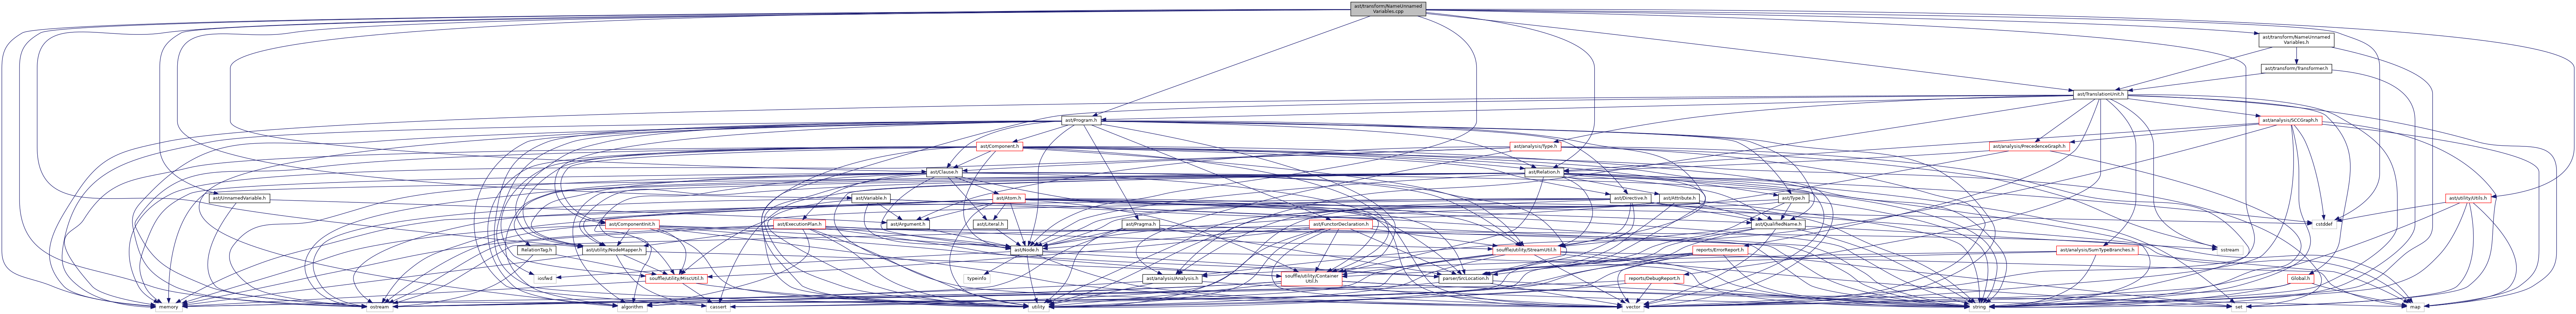 ast/transform/NameUnnamed
Variables.cpp
ast/transform/NameUnnamed
Variables.h
ast/transform/Transformer.h
ast/TranslationUnit.h
ast/Program.h
ast/analysis/SCCGraph.h
ast/Component.h
ast/analysis/Type.h
ast/analysis/PrecedenceGraph.h
ast/Clause.h
ast/Relation.h
ast/UnnamedVariable.h
ast/Variable.h
ast/Atom.h
ast/Directive.h
ast/Attribute.h
ast/Type.h
ast/utility/Utils.h
ast/ComponentInit.h
ast/ExecutionPlan.h
ast/Argument.h
ast/Literal.h
ast/Pragma.h
ast/FunctorDeclaration.h
ast/QualifiedName.h
cstddef
RelationTag.h
ast/utility/NodeMapper.h
ast/Node.h
souffle/utility/StreamUtil.h
reports/ErrorReport.h
ast/analysis/SumTypeBranches.h
sstream
iosfwd
souffle/utility/MiscUtil.h
typeinfo
ast/analysis/Analysis.h
souffle/utility/Container
Util.h
parser/SrcLocation.h
reports/DebugReport.h
Global.h
memory
ostream
algorithm
cassert
utility
vector
string
set
map